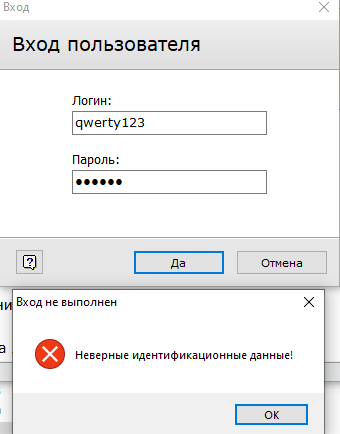 Вход
Вход пользователя
Логин:
qwerty123
Пароль:
●●●●●●
Да
Отмена
Вход не выполнен
Неверные идентификационные данные!
OK